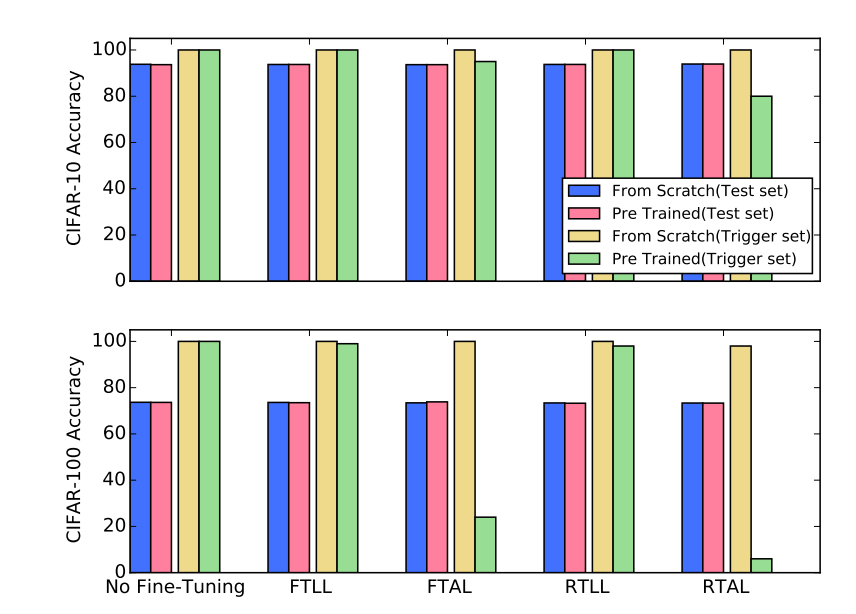 CIFAR-10 Accuracy
100
80
60
40
20
0
From Scratch(Test set)
Pre Trained(Test set)
From Scratch(Trigger set)
Pre Trained(Trigger set)
CIFAR-100 Accuracy
100
80
60
40
20
0
No Fine-Tuning FTLL FTAL RTLL RTAL